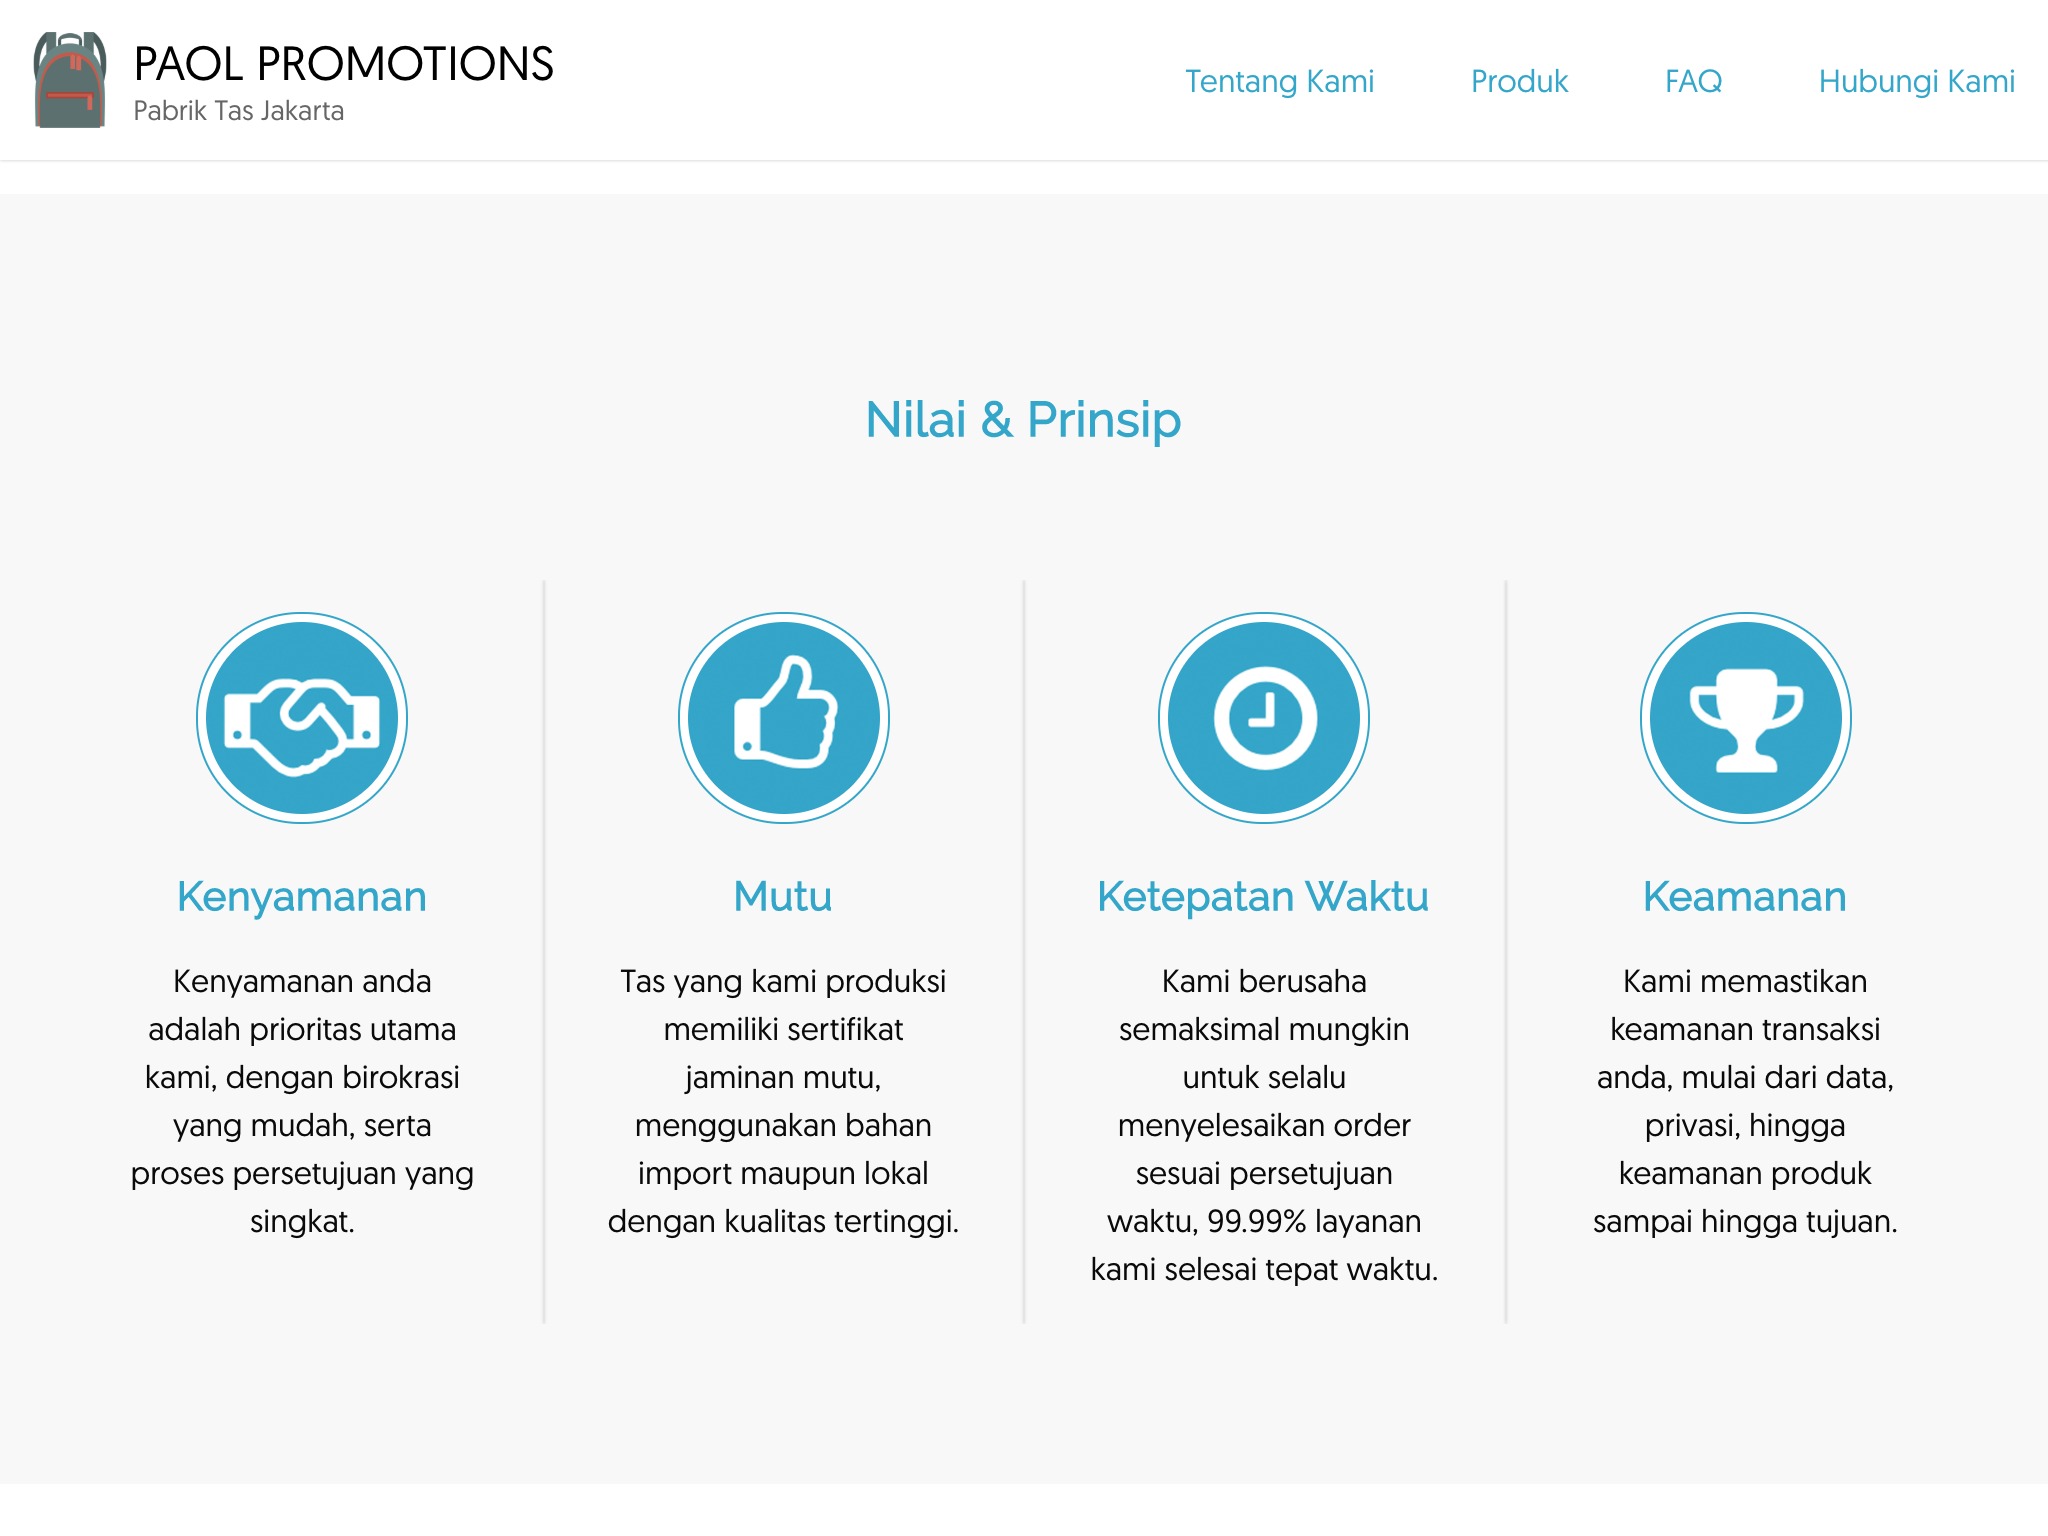 PAOL PROMOTIONS
Pabrik Tas Jakarta
Tentang Kami
Produk
FAQ
Hubungi Kami
Nilai & Prinsip
Kenyamanan
Kenyamanan anda
adalah prioritas utama
kami, dengan birokrasi
yang mudah, serta
proses persetujuan yang
singkat.
Mutu
Tas yang kami produksi
memiliki sertifikat
jaminan mutu,
menggunakan bahan
import maupun lokal
dengan kualitas tertinggi.
Ketepatan Waktu
Kami berusaha
semaksimal mungkin
untuk selalu
menyelesaikan order
sesuai persetujuan
waktu, 99.99% layanan
kami selesai tepat waktu.
Keamanan
Kami memastikan
keamanan transaksi
anda, mulai dari data,
privasi, hingga
keamanan produk
sampai hingga tujuan.